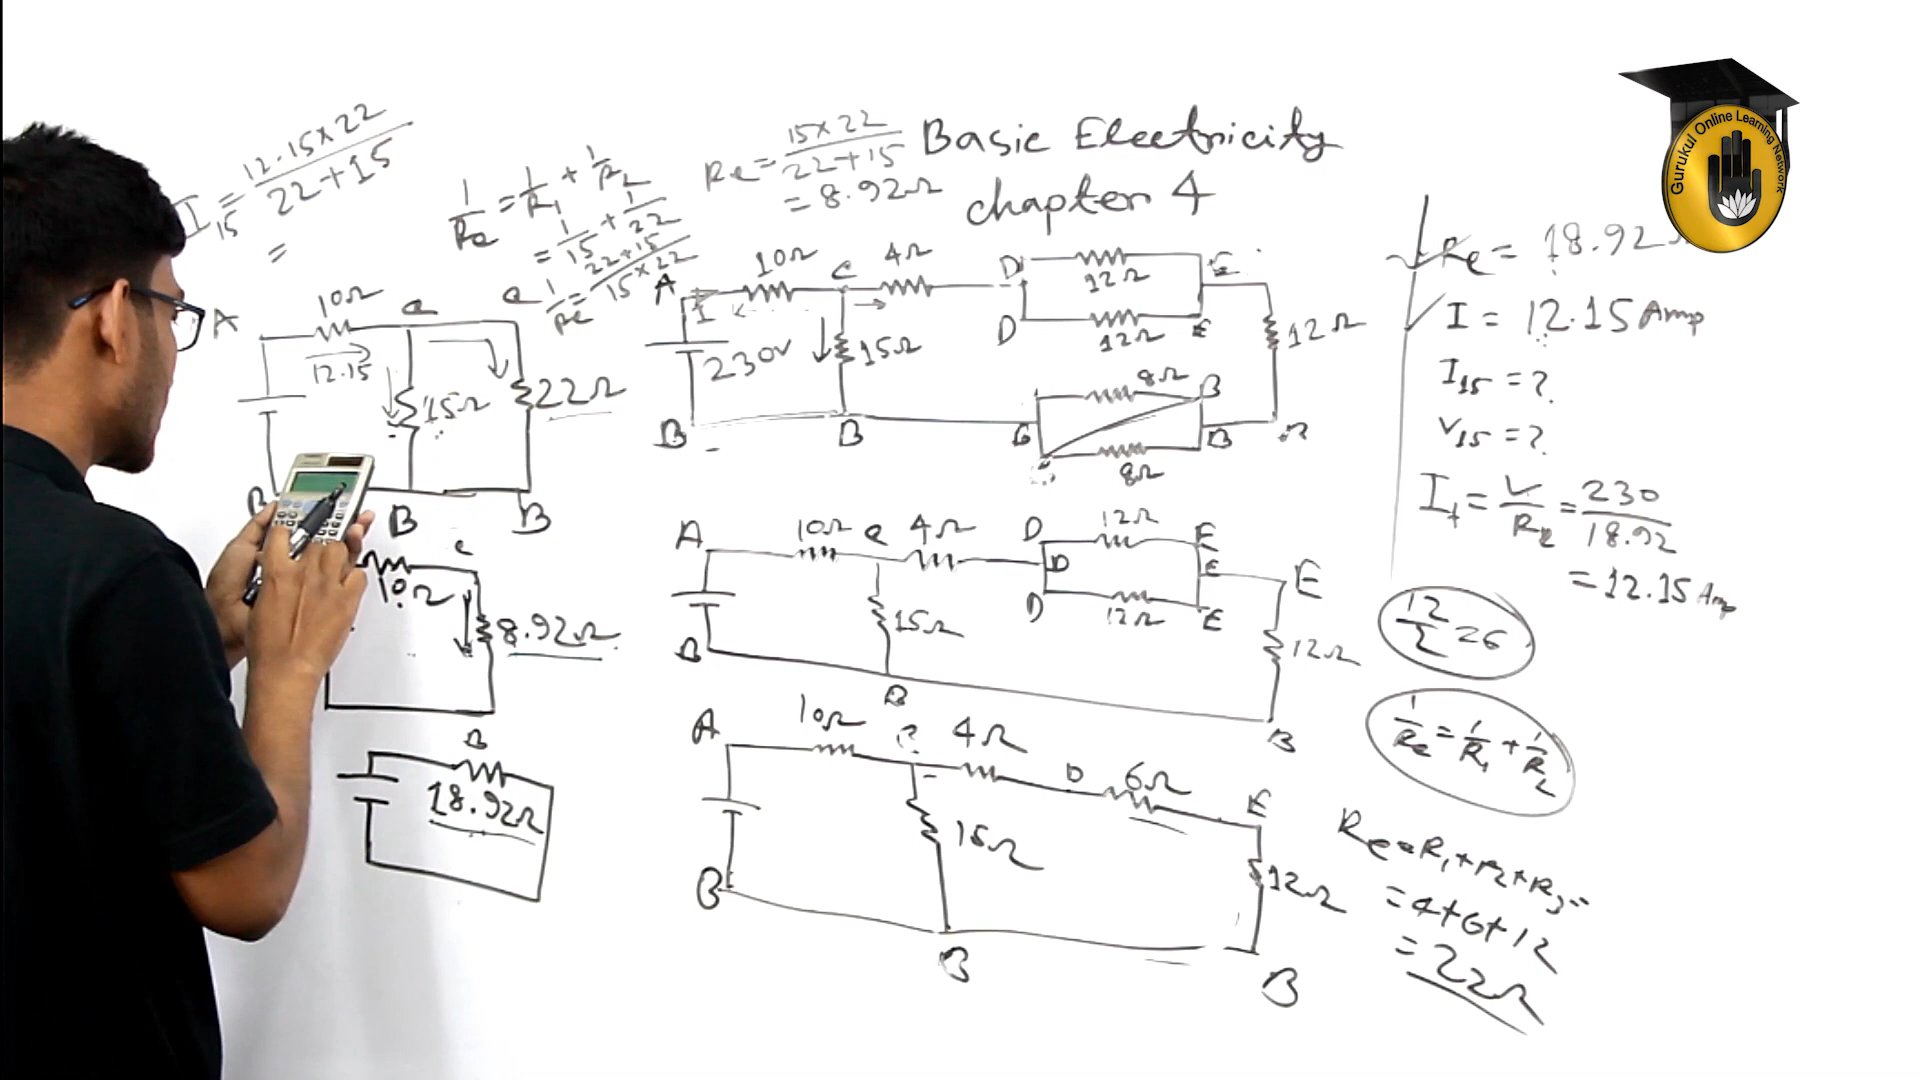 I15 = 12.15×22
22+15
=
1/Re = 1/R1 + 1/R2
= 1/15 + 1/22
1/Re = 22+15/15×22
Re = 15×22/22+15
= 8.92Ω
Basic Electricity
chapter 4
Gurukul Online Learning Network
A 10Ω C C
12.15
15Ω 22Ω
B B B
10Ω C
8.92Ω
B
18.92Ω
A 10Ω C 4Ω D 12Ω E
I
D 12Ω E
230V 15Ω 12Ω
8Ω B
B B B B B
8Ω
A 10Ω C 4Ω D 12Ω E
D E E
D 12Ω E
15Ω 12Ω
B B B
A 10Ω C 4Ω D 6Ω E
15Ω 12Ω
B B B
Re = 18.92Ω
I = 12.15 Amp
I15 = ?
V15 = ?
It = V/Re = 230/18.92
= 12.15 Amp
12/2 = 6
1/Re = 1/R1 + 1/R2
Re = R1+R2+R3
= 4+6+12
= 22Ω